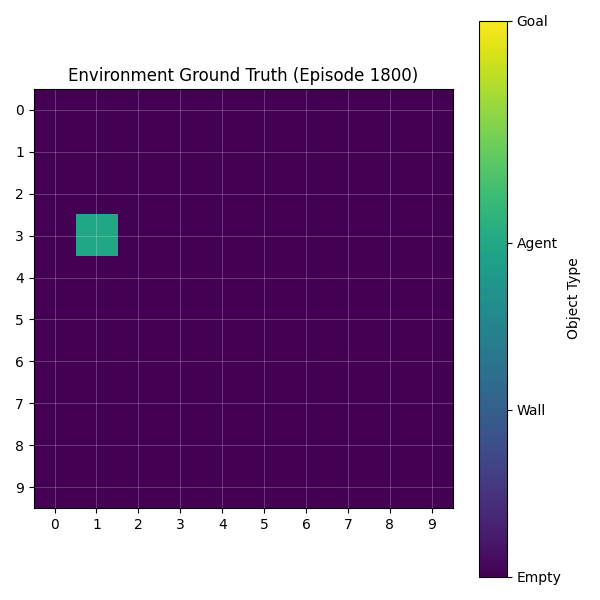 Environment Ground Truth (Episode 1800)
0
1
2
3
4
5
6
7
8
9
0 1 2 3 4 5 6 7 8 9
Goal
Agent
Wall
Empty
Object Type